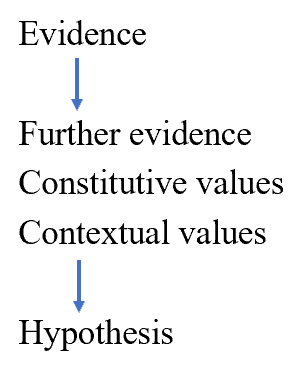 Evidence
Further evidence
Constitutive values
Contextual values
Hypothesis